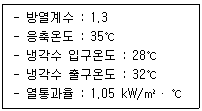 - 방열계수 : 1.3
- 응축온도 : 35℃
- 냉각수 입구온도 : 28℃
- 냉각수 출구온도 : 32℃
- 열통과율 : 1.05 kW/㎡·℃